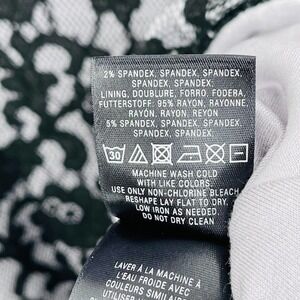 2% SPANDEX, SPANDEX,
SPANDEX, SPANDEX.
LINING, DOUBLURE, FORRO, FODERA,
FUTTERSTOFF: 95% RAYON, RAYONNE,
RAYÓN, RAYON, REYON
5% SPANDEX, SPANDEX,
SPANDEX, SPANDEX.
30
MACHINE WASH COLD
WITH LIKE COLORS.
USE ONLY NON-CHLORINE BLEACH
RESHAPE LAY FLAT TO DRY.
LOW IRON AS NEEDED.
DO NOT DRY CLEAN
LAVER À LA MACHINE À
L'EAU FROIDE AVEC
COULEURS SIMILAIRES
UTILISER